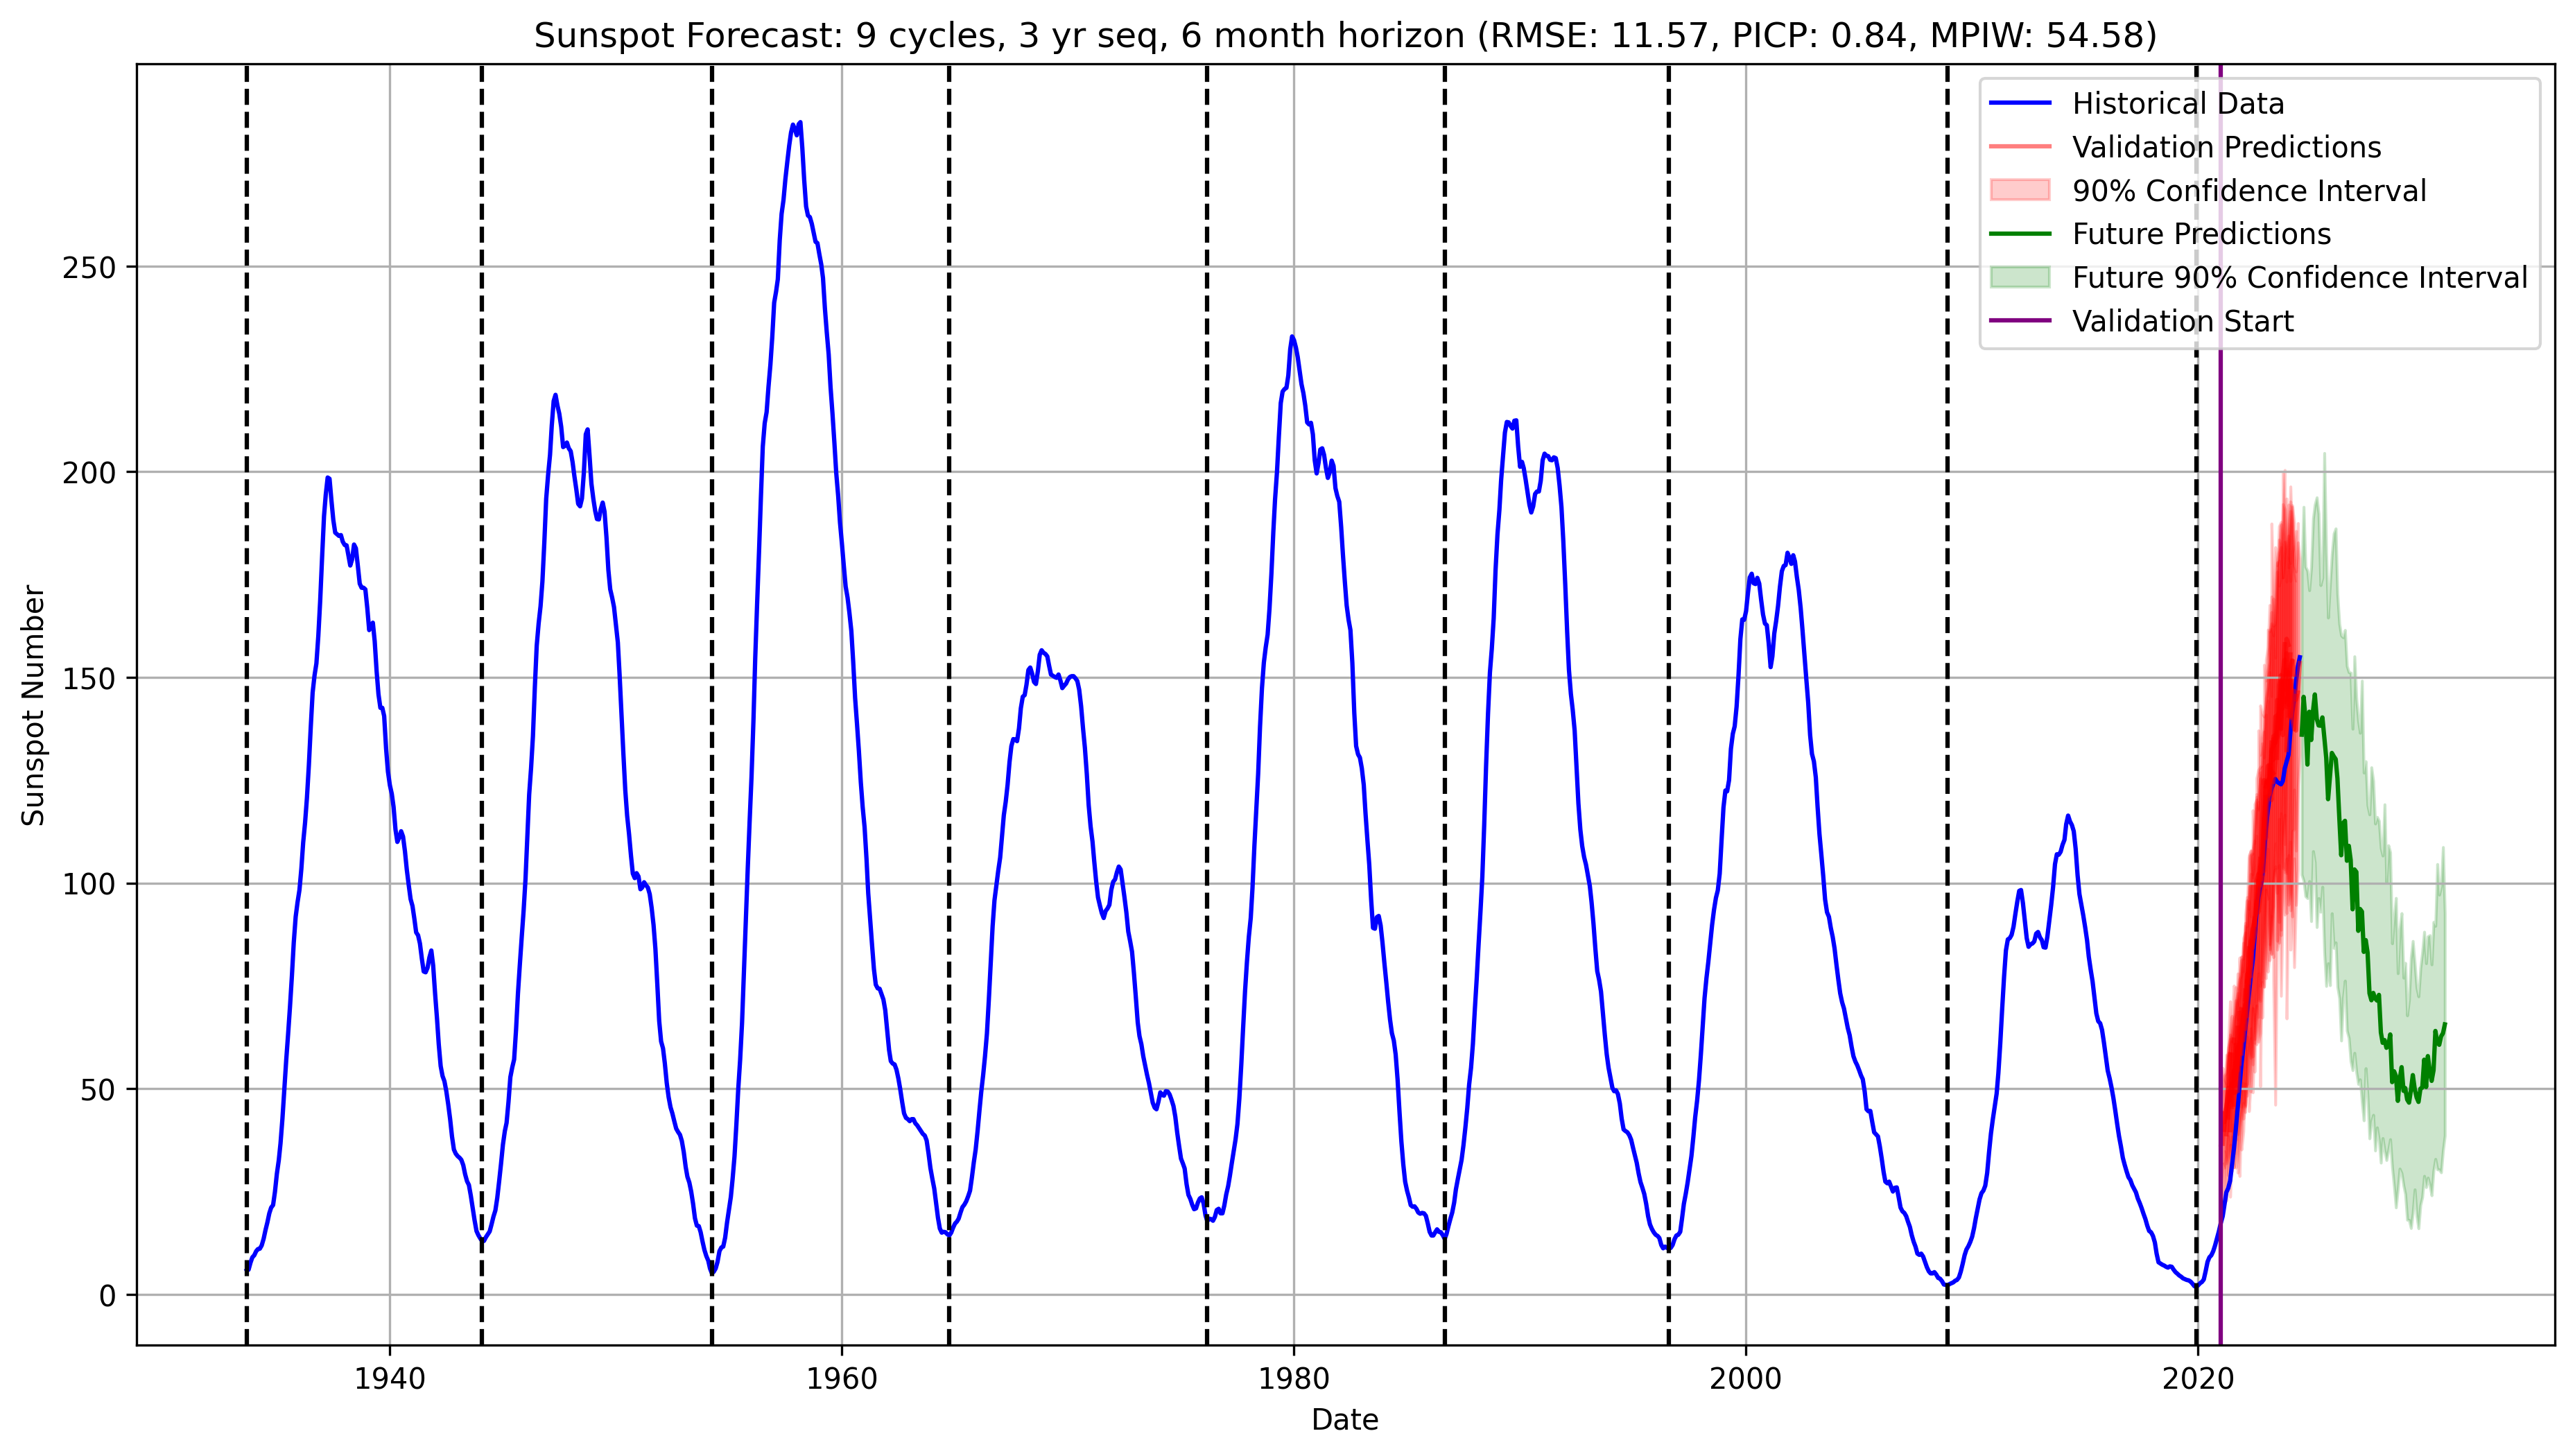 Sunspot Forecast: 9 cycles, 3 yr seq, 6 month horizon (RMSE: 11.57, PICP: 0.84, MPIW: 54.58)
Historical Data
Validation Predictions
90% Confidence Interval
Future Predictions
Future 90% Confidence Interval
Validation Start
Sunspot Number
250
200
150
100
50
0
1940 1960 1980 2000 2020
Date